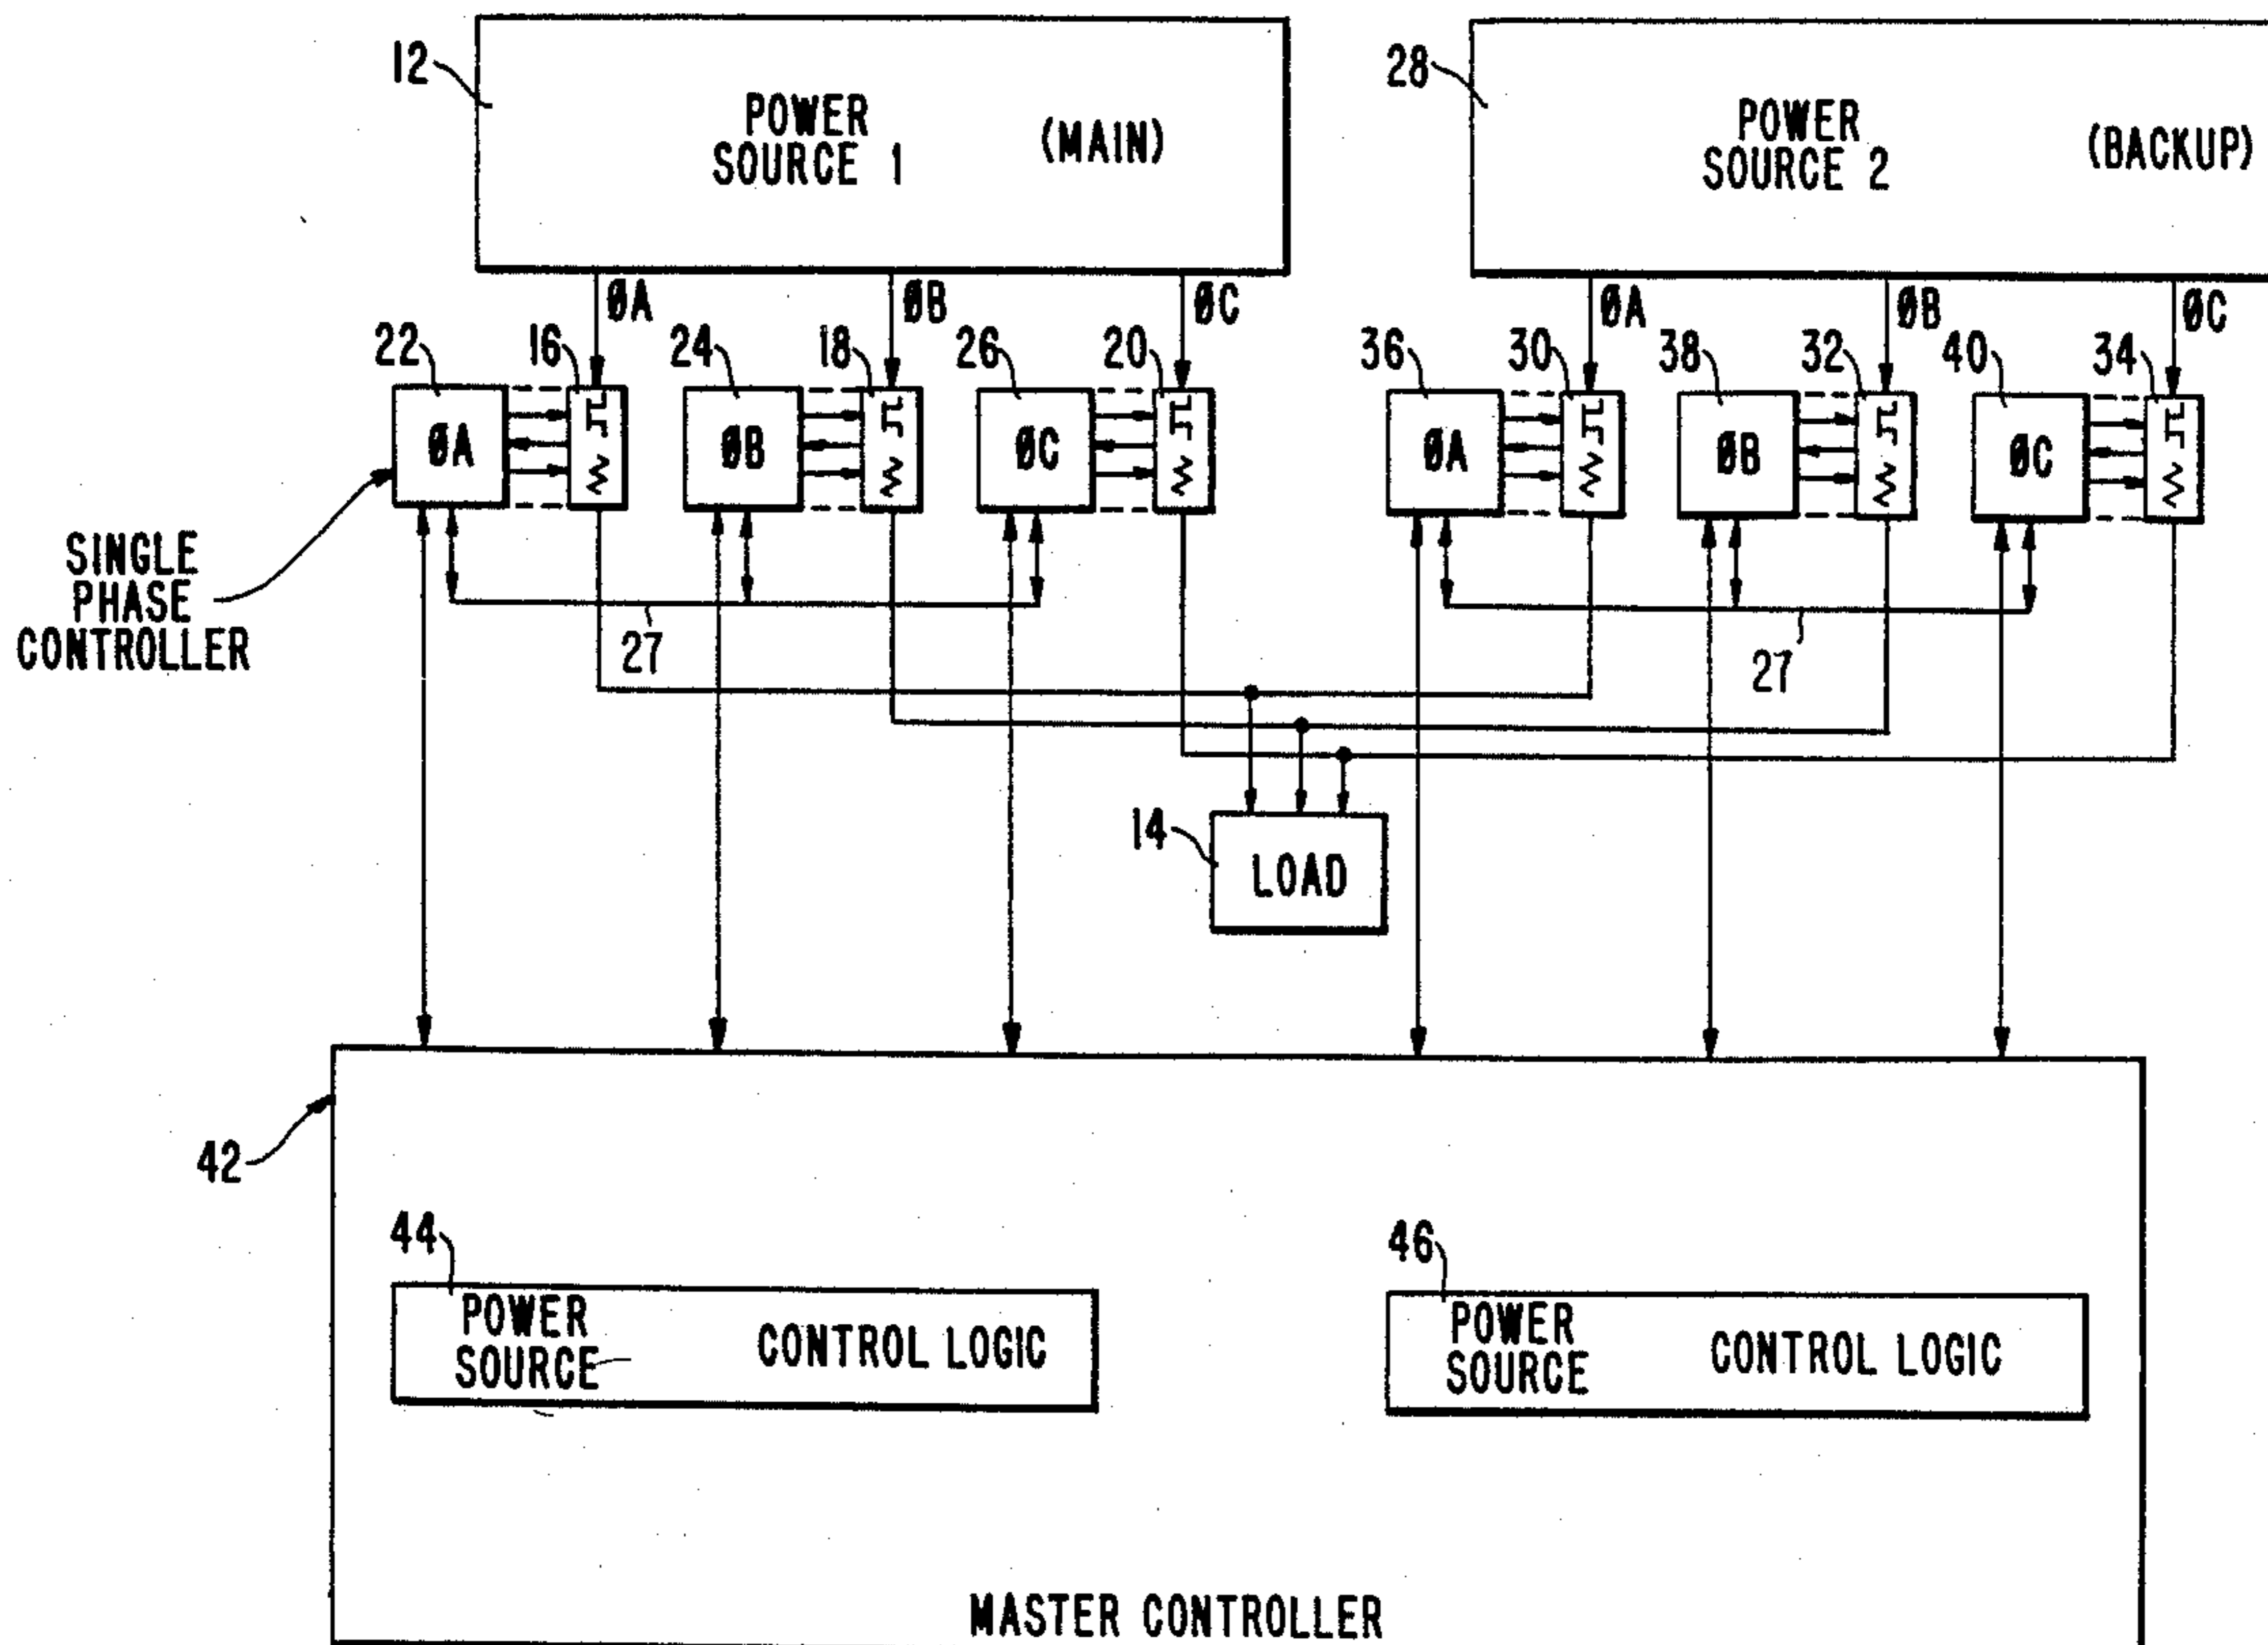 12
POWER
SOURCE 1
(MAIN)
28
POWER
SOURCE 2
(BACKUP)
ØA
ØB
ØC
ØA
ØB
ØC
22
16
24
18
26
20
36
30
38
32
40
34
ØA
ØB
ØC
ØA
ØB
ØC
SINGLE
PHASE
CONTROLLER
27
27
14
LOAD
42
44
POWER
SOURCE
CONTROL LOGIC
46
POWER
SOURCE
CONTROL LOGIC
MASTER CONTROLLER